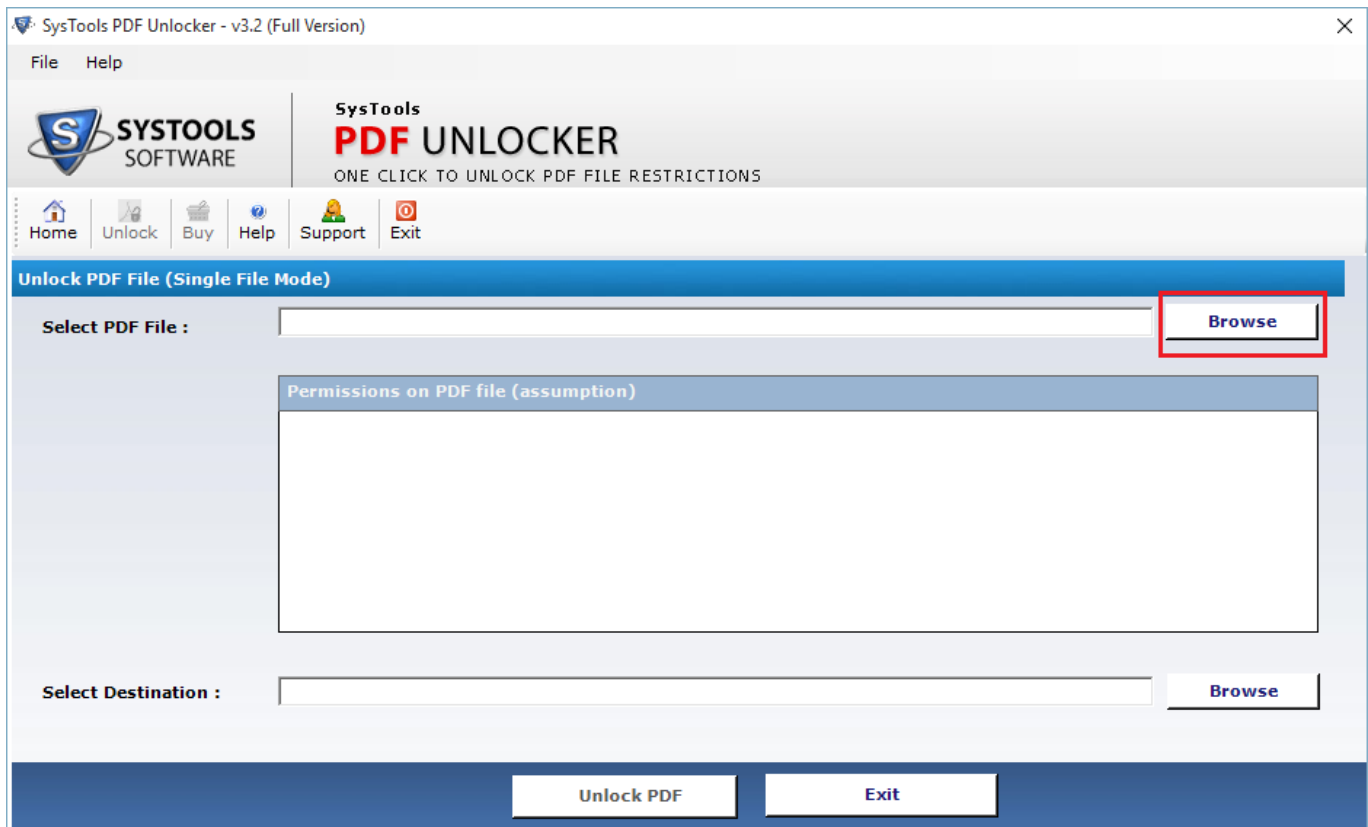 SysTools PDF Unlocker - v3.2 (Full Version)
File Help
S SYSTOOLS
SOFTWARE
SysTools
PDF UNLOCKER
ONE CLICK TO UNLOCK PDF FILE RESTRICTIONS
Home Unlock Buy Help Support Exit
Unlock PDF File (Single File Mode)
Select PDF File : Browse
Permissions on PDF file (assumption)
Select Destination : Browse
Unlock PDF Exit